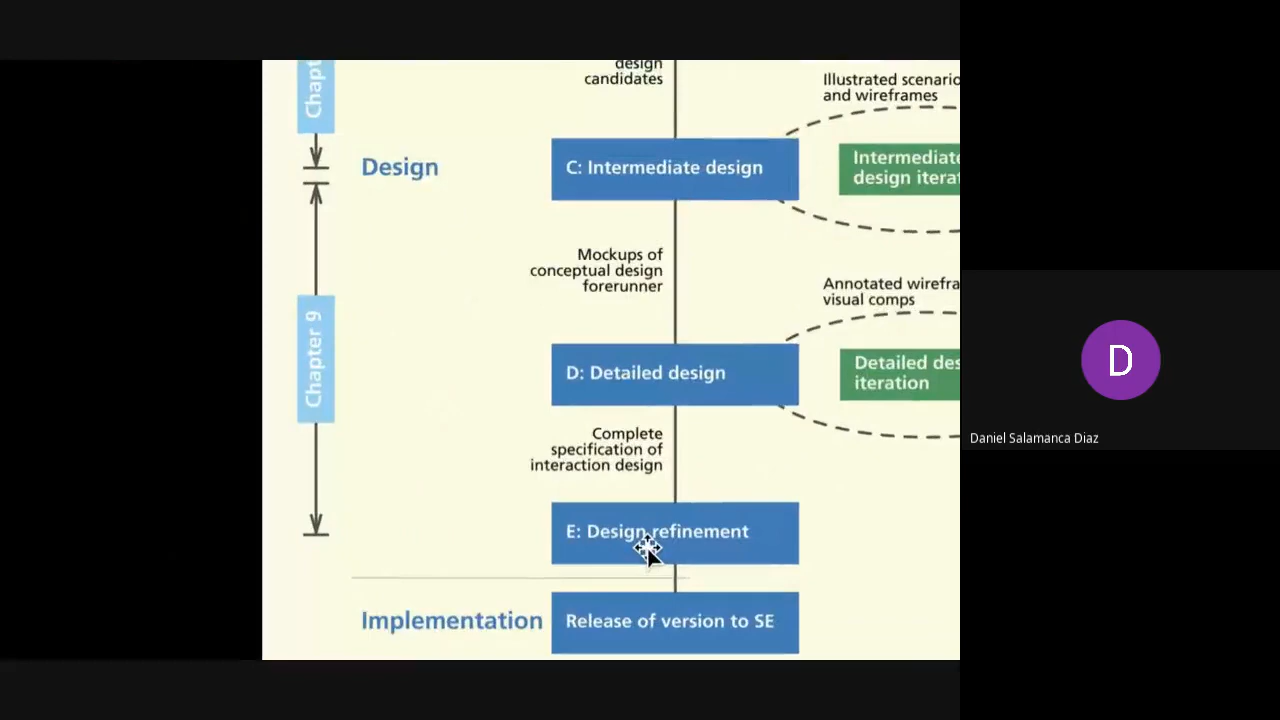 design
candidates
Illustrated scenario
and wireframes
Design
C: Intermediate design
Intermediate
design itera
Mockups of
conceptual design
forerunner
Annotated wirefra
visual comps
Chapter 9
D: Detailed design
Detailed des
iteration
Complete
specification of
interaction design
E: Design refinement
Implementation
Release of version to SE
Chapt
D
Daniel Salamanca Diaz